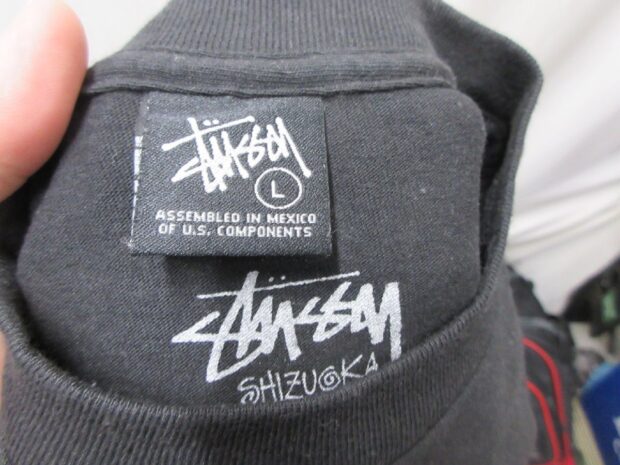 Stüssy
L
ASSEMBLED IN MEXICO
OF U.S. COMPONENTS
Stüssy
SHIZUOKA